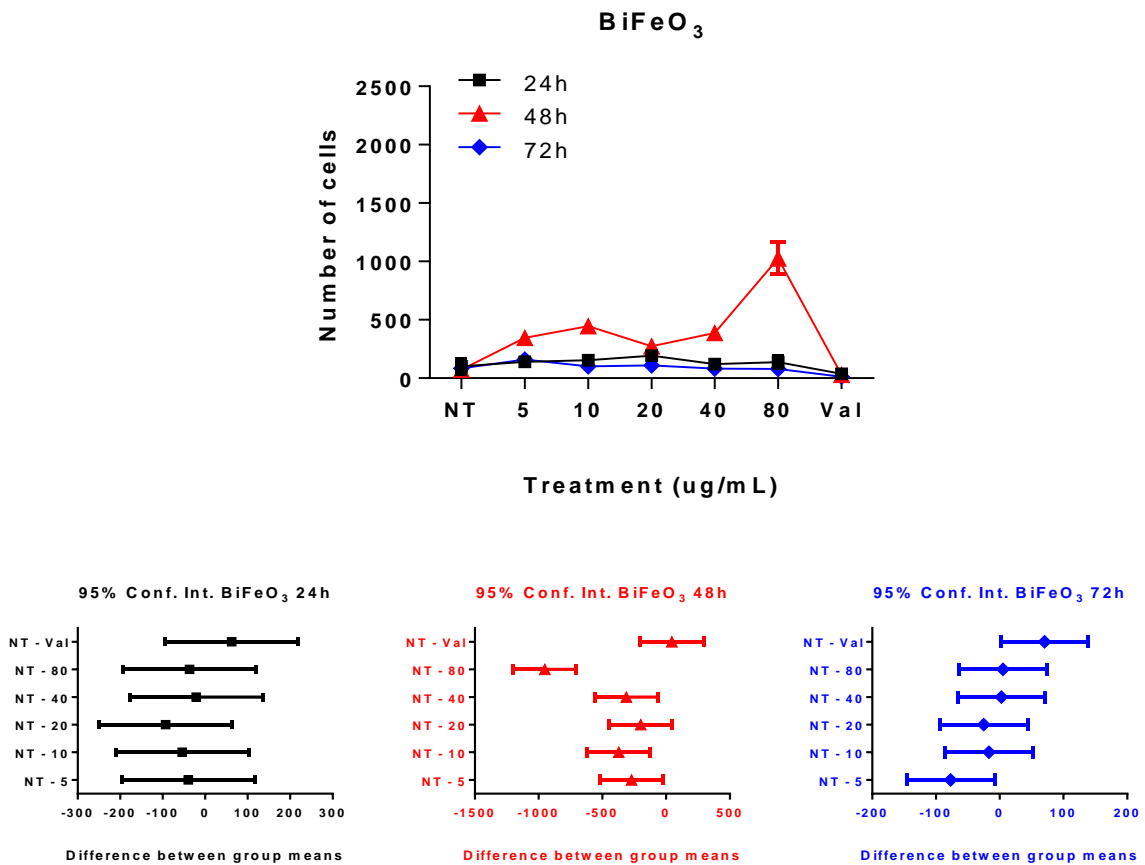 BiFeO3
24h
48h
72h
Number of cells
2500
2000
1500
1000
500
0
NT 5 10 20 40 80 Val
Treatment (ug/mL)
95% Conf. Int. BiFeO3 24h
NT - Val
NT - 80
NT - 40
NT - 20
NT - 10
NT - 5
-300 -200 -100 0 100 200 300
Difference between group means
95% Conf. Int. BiFeO3 48h
NT - Val
NT - 80
NT - 40
NT - 20
NT - 10
NT - 5
-1500 -1000 -500 0 500
Difference between group means
95% Conf. Int. BiFeO3 72h
NT - Val
NT - 80
NT - 40
NT - 20
NT - 10
NT - 5
-200 -100 0 100 200
Difference between group means